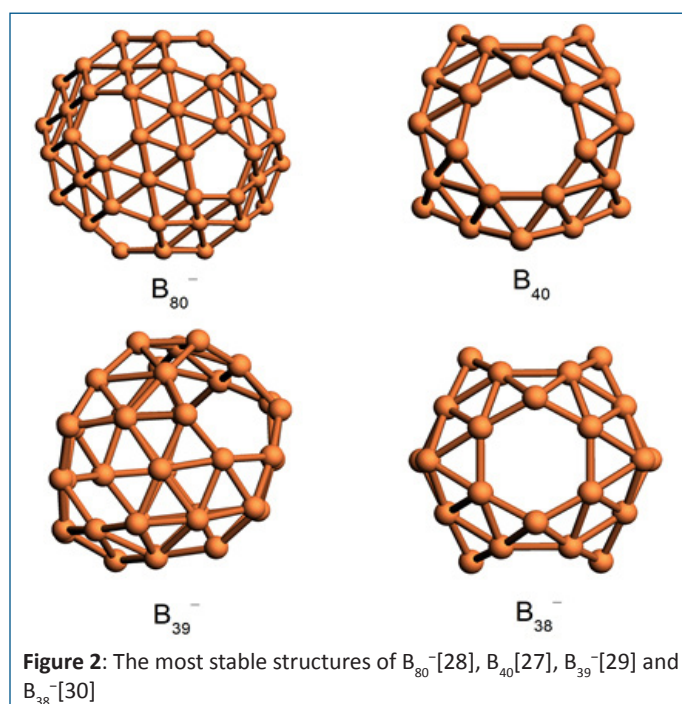 B₈₀⁻
B₄₀
B₃₉⁻
B₃₈⁻
Figure 2: The most stable structures of B₈₀⁻[28], B₄₀[27], B₃₉⁻[29] and
B₃₈⁻[30]